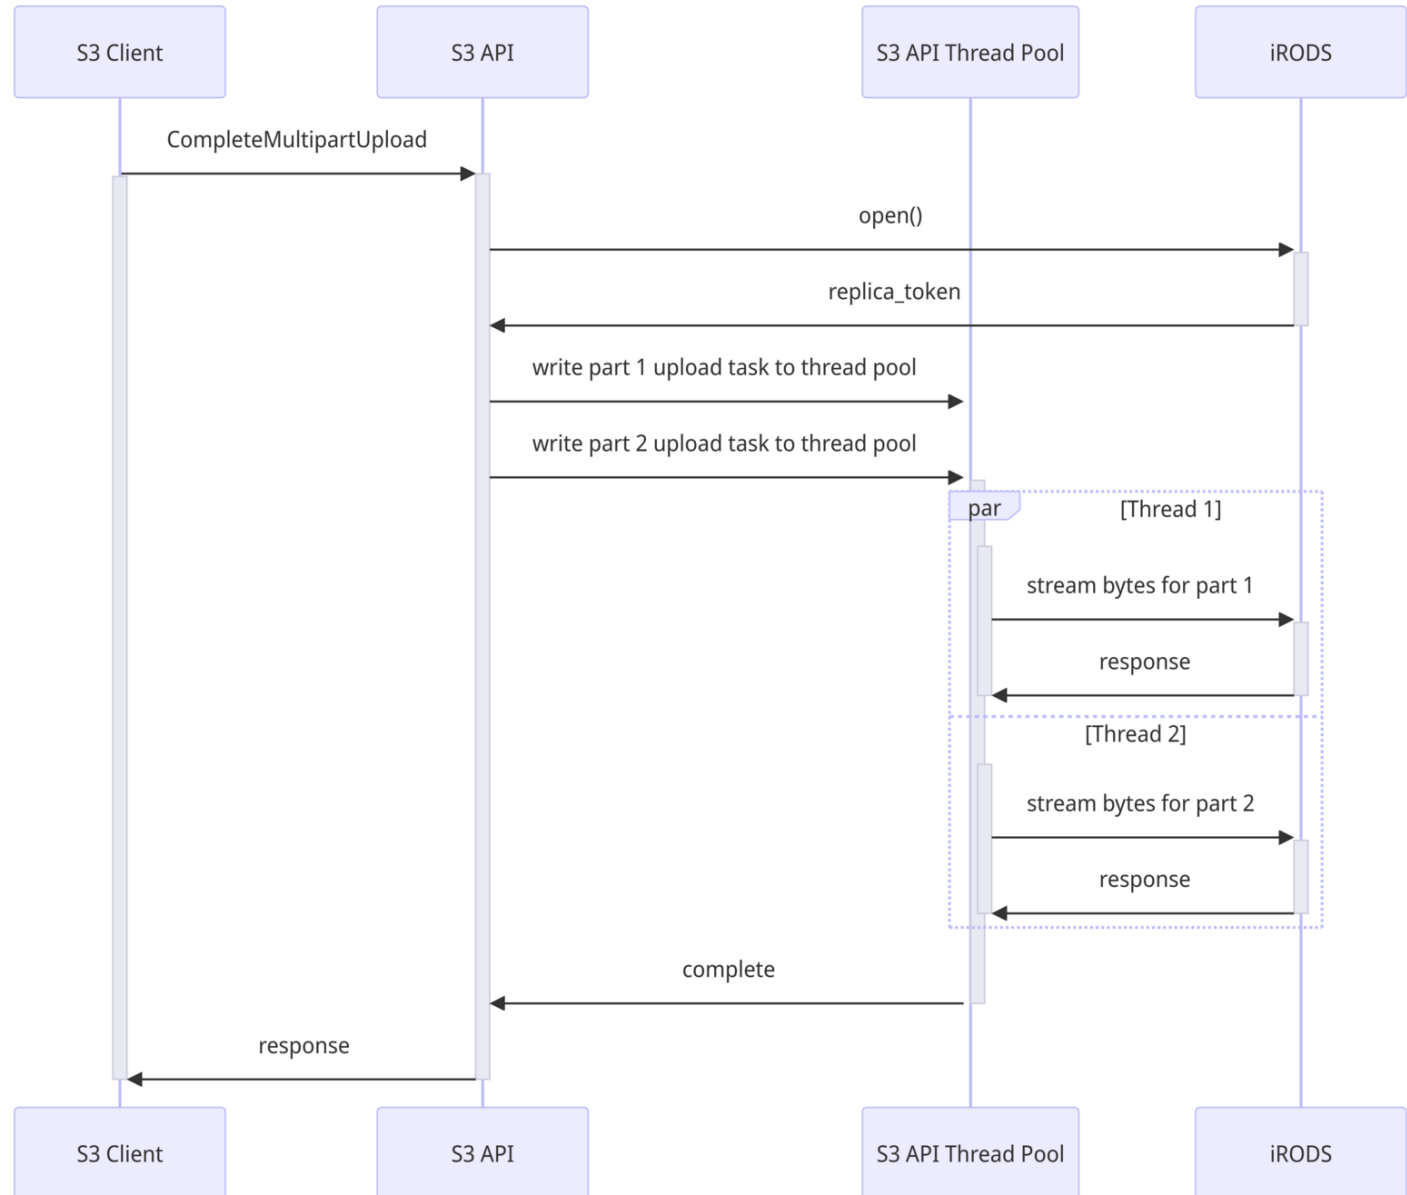 S3 Client
S3 API
S3 API Thread Pool
iRODS
CompleteMultipartUpload
open()
replica_token
write part 1 upload task to thread pool
write part 2 upload task to thread pool
par
[Thread 1]
stream bytes for part 1
response
[Thread 2]
stream bytes for part 2
response
complete
response
S3 Client
S3 API
S3 API Thread Pool
iRODS